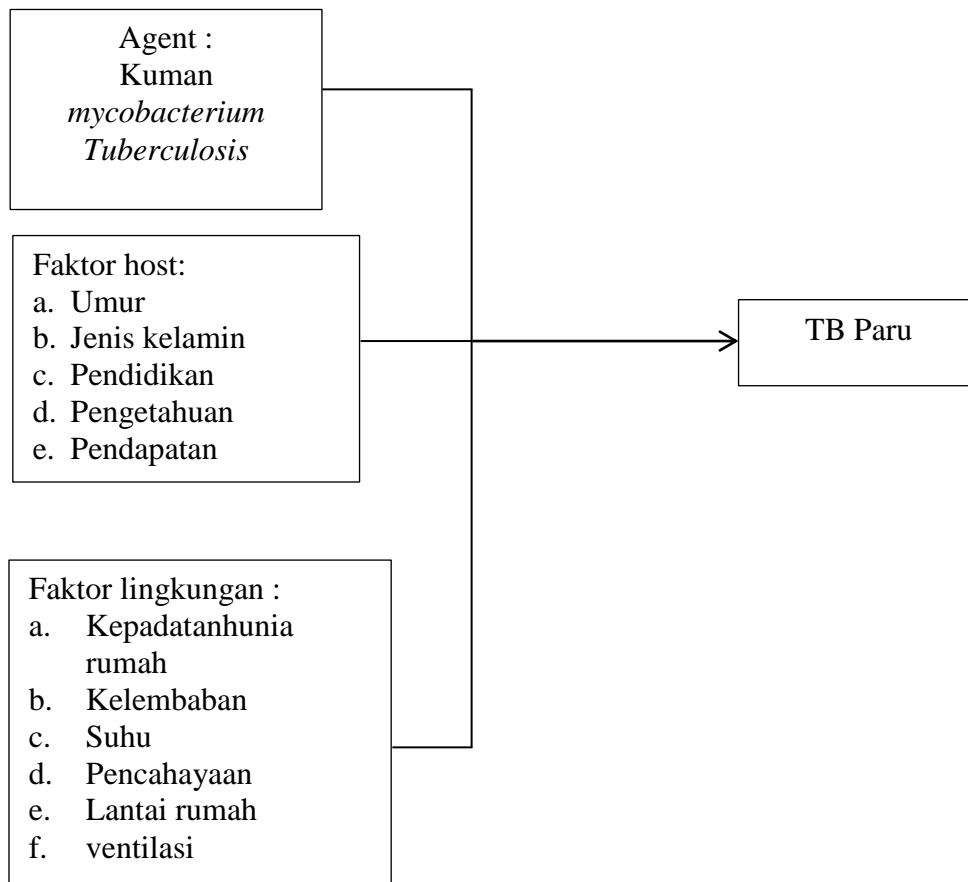 Agent :
Kuman
mycobacterium
Tuberculosis
Faktor host:
a. Umur
b. Jenis kelamin
c. Pendidikan
d. Pengetahuan
e. Pendapatan
TB Paru
Faktor lingkungan :
a. Kepadatanhunia
rumah
b. Kelembaban
c. Suhu
d. Pencahayaan
e. Lantai rumah
f. ventilasi